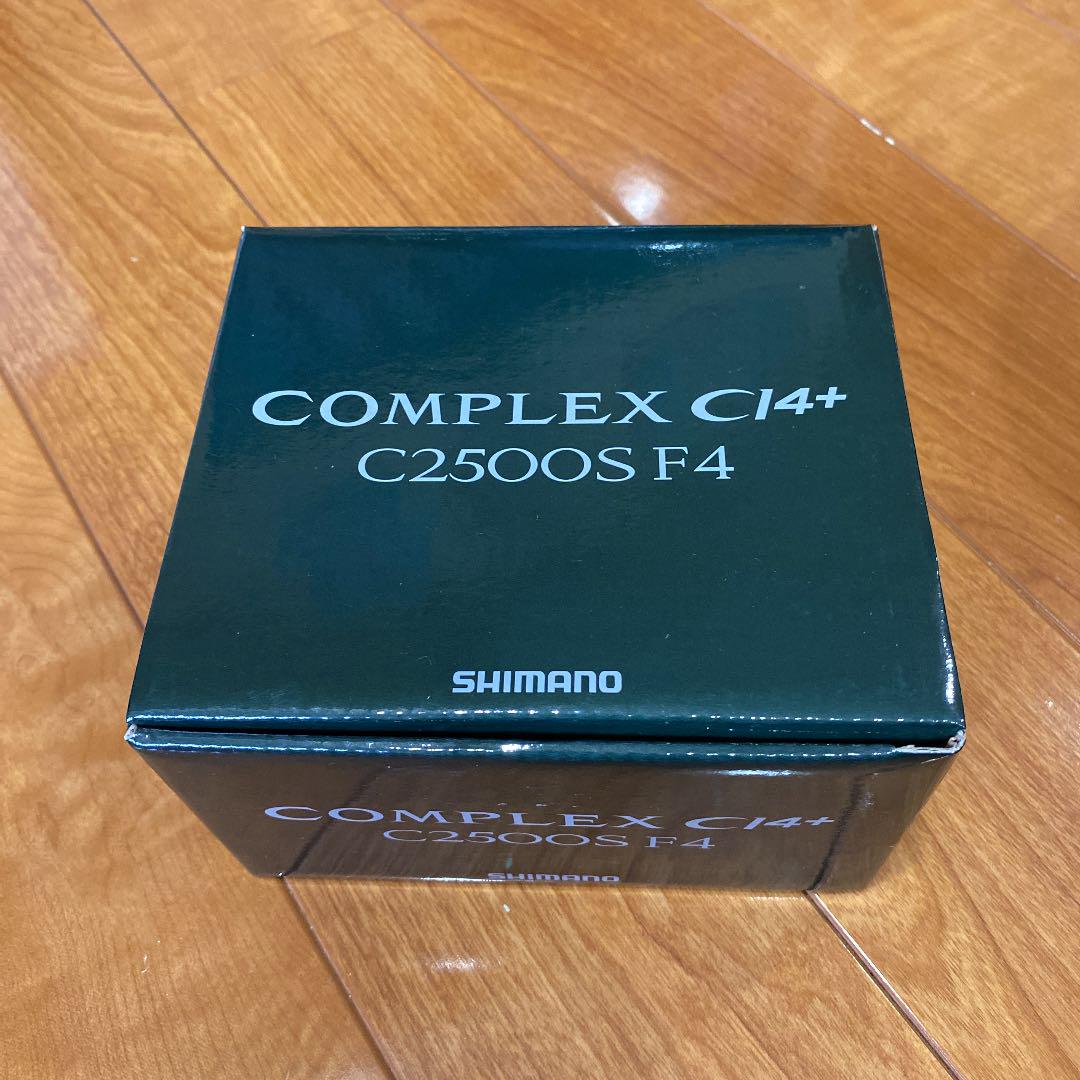 COMPLEX CI4+
C2500S F4
SHIMANO
COMPLEX CI4+
C2500S F4
SHIMANO